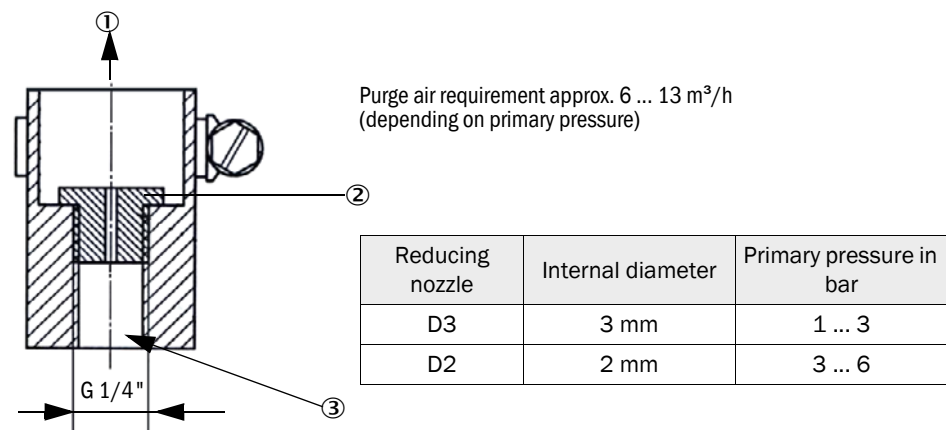 ①
Purge air requirement approx. 6 ... 13 m³/h
(depending on primary pressure)
②
Reducing nozzle Internal diameter Primary pressure in bar
D3 3 mm 1 ... 3
D2 2 mm 3 ... 6
G 1/4"
③